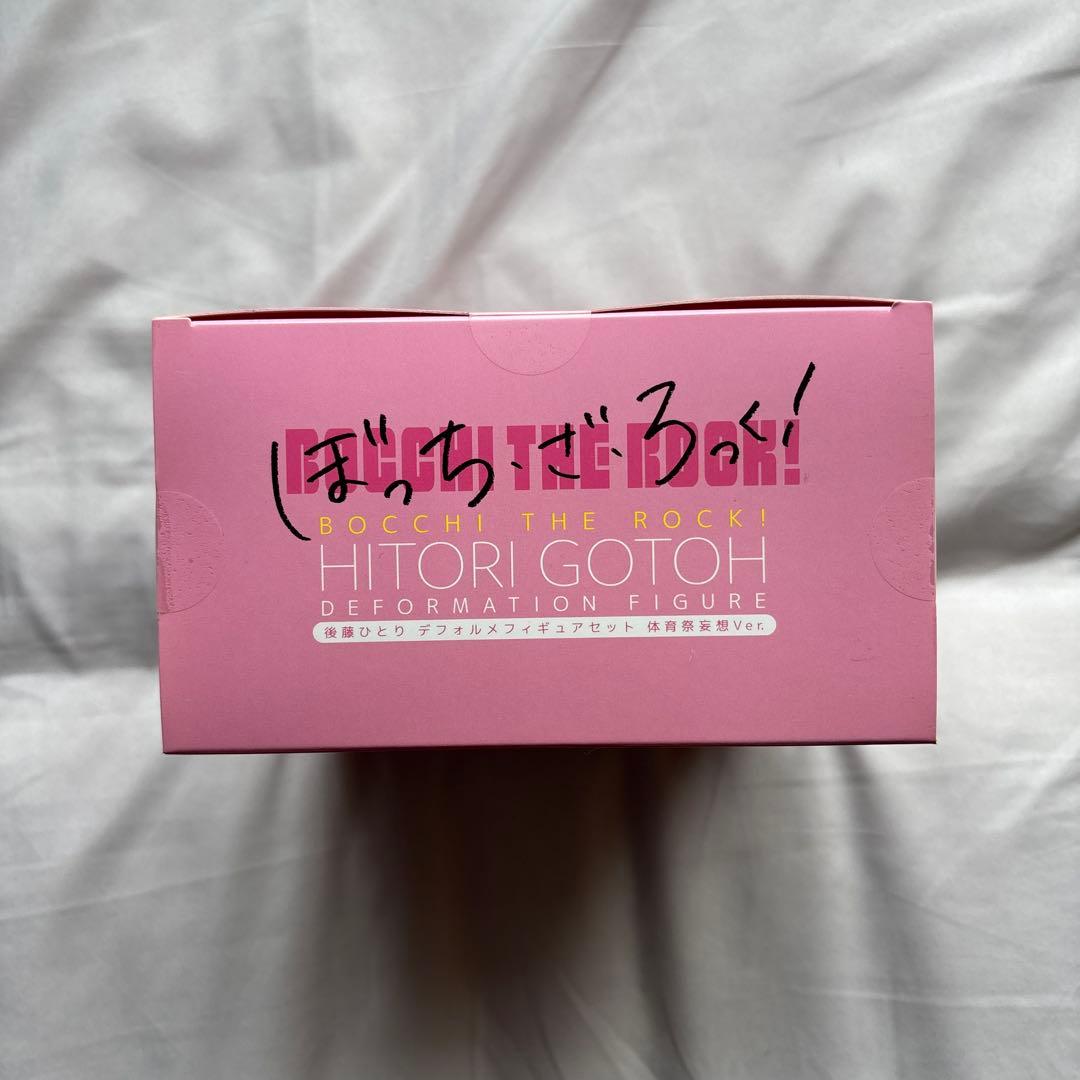 ぼっち・ざ・ろっく!
BOCCHI THE ROCK!
BOCCHI THE ROCK!
HITORI GOTOH
DEFORMATION FIGURE
後藤ひとり デフォルメフィギュアセット 体育祭妄想Ver.